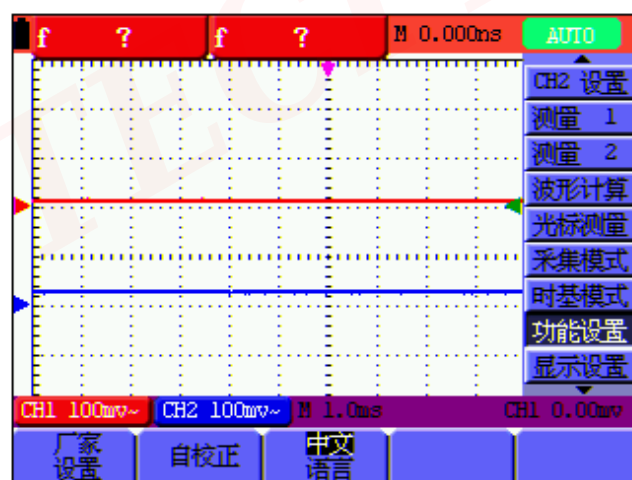 f ? f ? M 0.000ns AUTO
CH2 设置
测量 1
测量 2
波形计算
光标测量
采集模式
时基模式
功能设置
显示设置
CH1 100mv~ CH2 100mv~ M 1.0ms CH1 0.00mv
厂家 自校正 中文
设置 语言